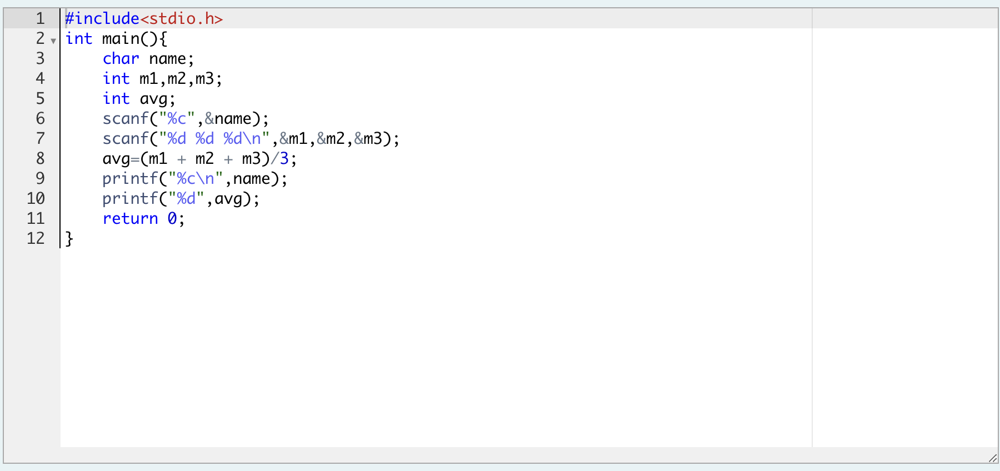 1 #include<stdio.h>
2 int main(){
3     char name;
4     int m1,m2,m3;
5     int avg;
6     scanf("%c",&name);
7     scanf("%d %d %d\n",&m1,&m2,&m3);
8     avg=(m1 + m2 + m3)/3;
9     printf("%c\n",name);
10     printf("%d",avg);
11     return 0;
12 }